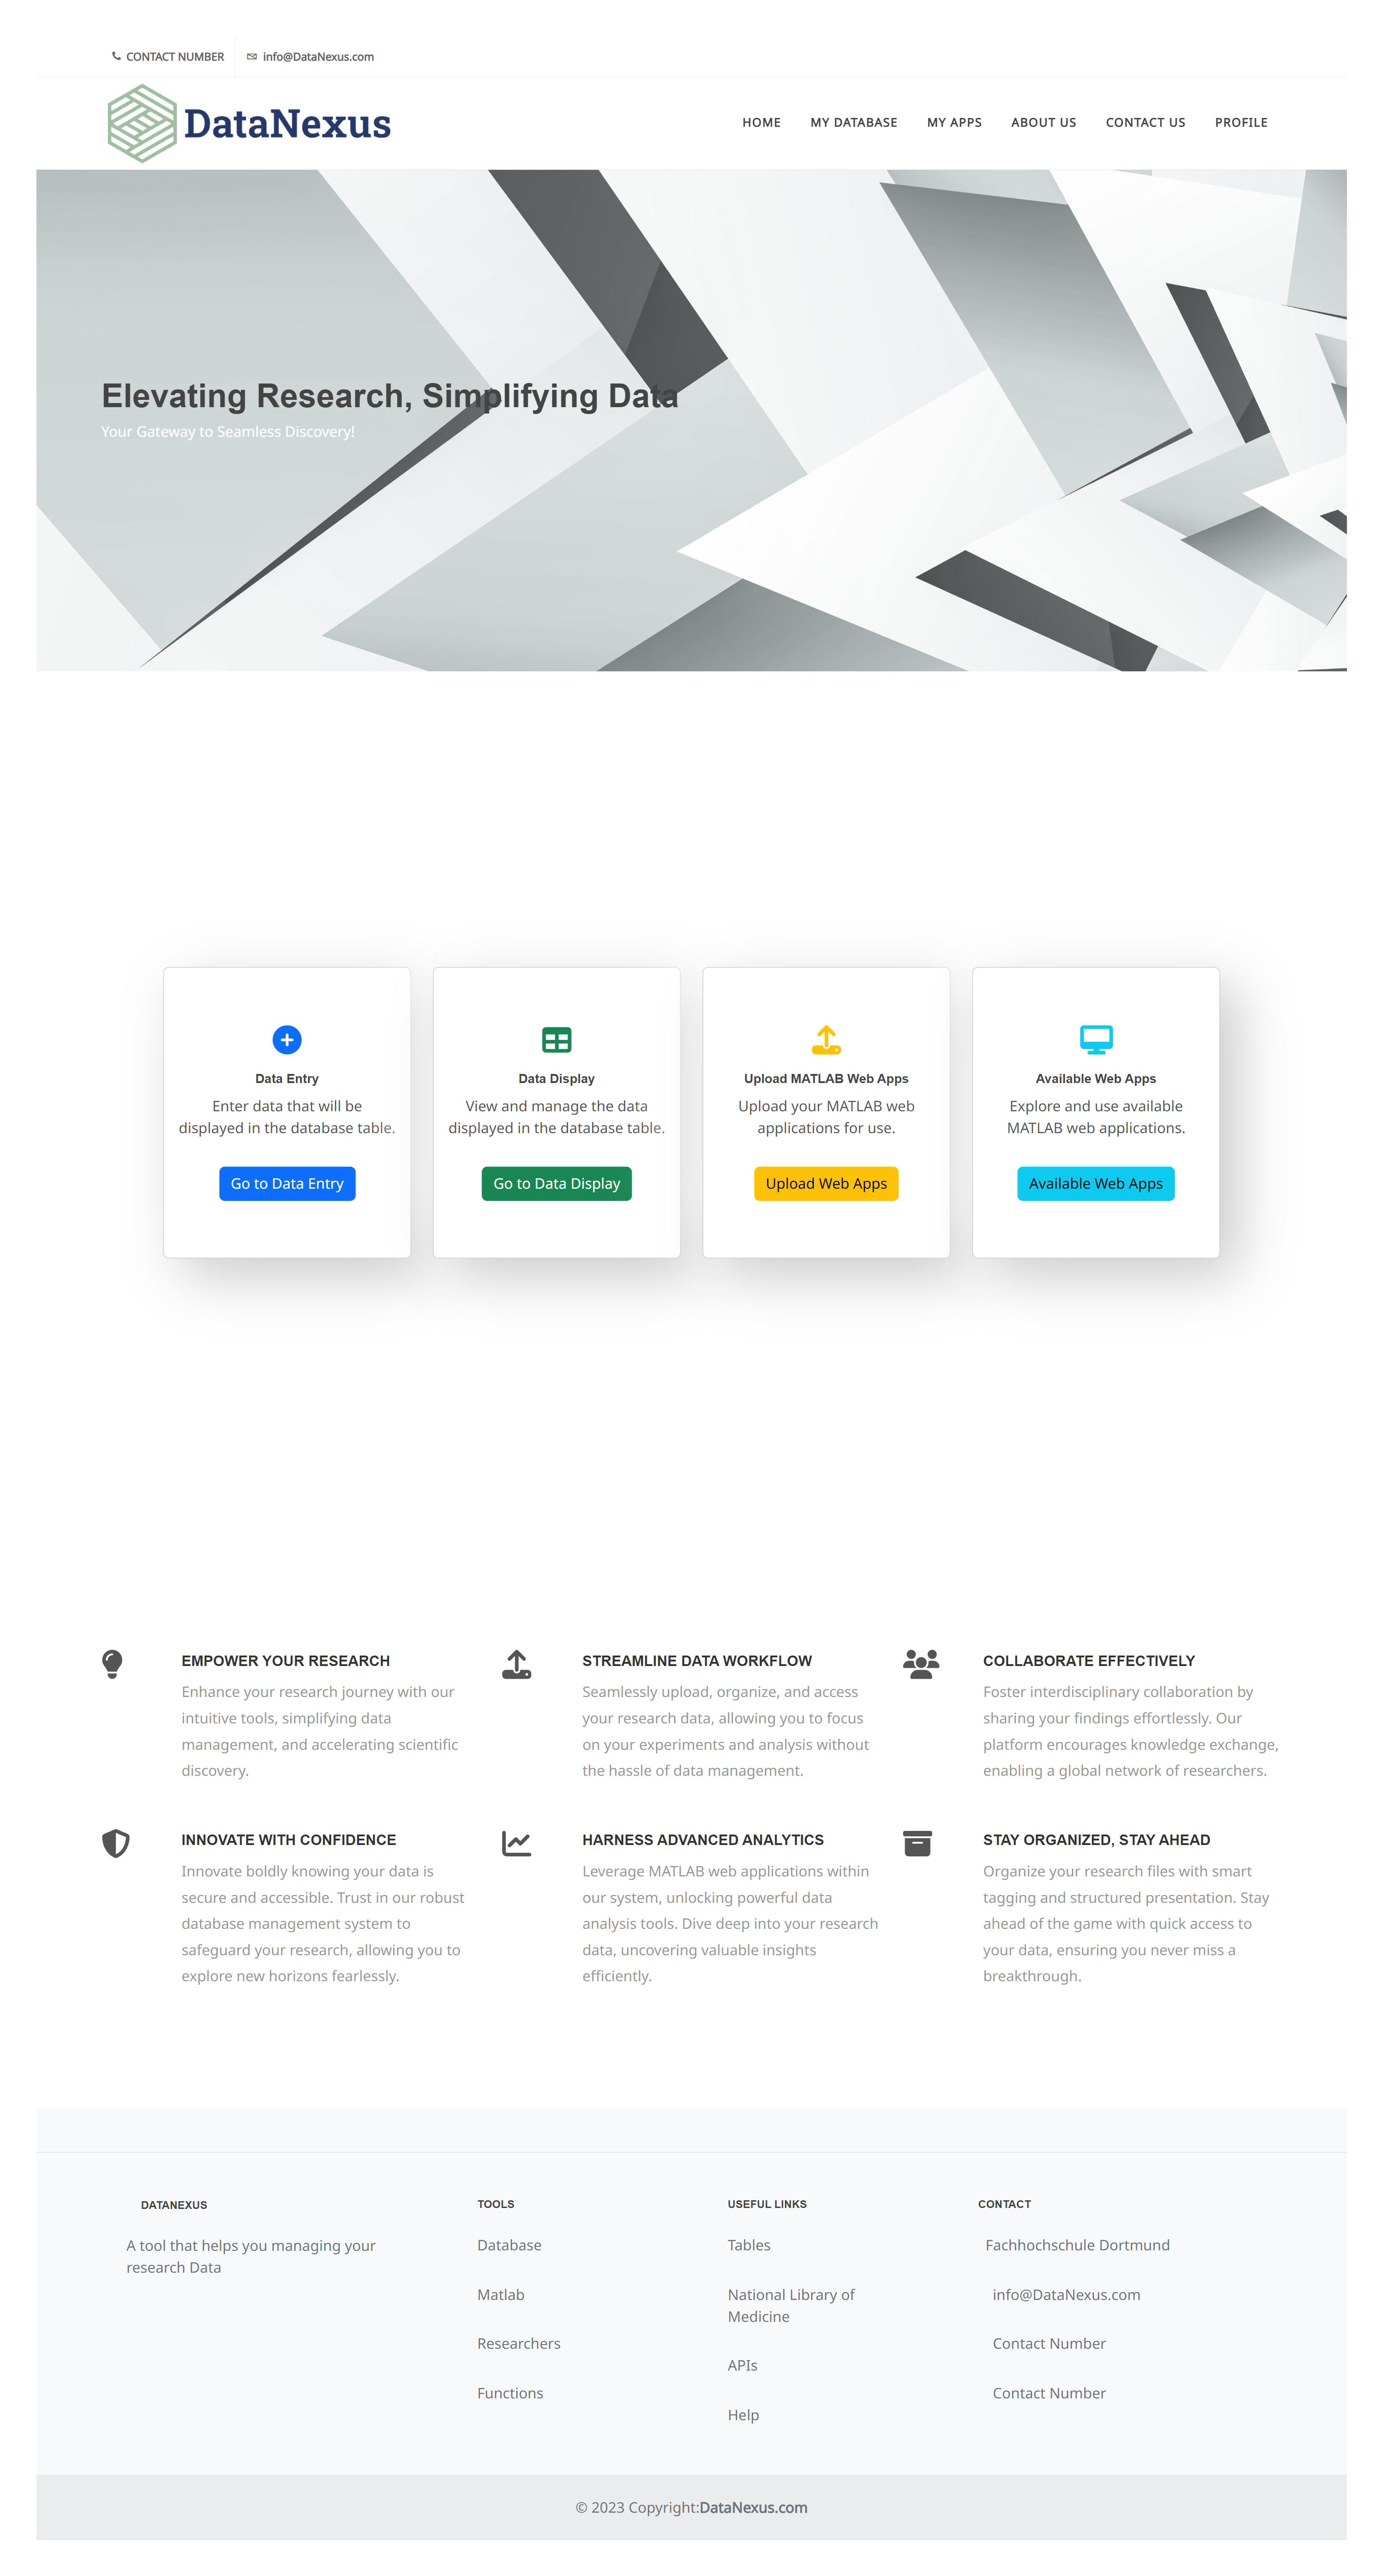 CONTACT NUMBER info@DataNexus.com
DataNexus
HOME MY DATABASE MY APPS ABOUT US CONTACT US PROFILE
Elevating Research, Simplifying Data
Your Gateway to Seamless Discovery!
Data Entry
Enter data that will be
displayed in the database table.
Go to Data Entry
Data Display
View and manage the data
displayed in the database table.
Go to Data Display
Upload MATLAB Web Apps
Upload your MATLAB web
applications for use.
Upload Web Apps
Available Web Apps
Explore and use available
MATLAB web applications.
Available Web Apps
EMPOWER YOUR RESEARCH
Enhance your research journey with our
intuitive tools, simplifying data
management, and accelerating scientific
discovery.
STREAMLINE DATA WORKFLOW
Seamlessly upload, organize, and access
your research data, allowing you to focus
on your experiments and analysis without
the hassle of data management.
COLLABORATE EFFECTIVELY
Foster interdisciplinary collaboration by
sharing your findings effortlessly. Our
platform encourages knowledge exchange,
enabling a global network of researchers.
INNOVATE WITH CONFIDENCE
Innovate boldly knowing your data is
secure and accessible. Trust in our robust
database management system to
safeguard your research, allowing you to
explore new horizons fearlessly.
HARNESS ADVANCED ANALYTICS
Leverage MATLAB web applications within
our system, unlocking powerful data
analysis tools. Dive deep into your research
data, uncovering valuable insights
efficiently.
STAY ORGANIZED, STAY AHEAD
Organize your research files with smart
tagging and structured presentation. Stay
ahead of the game with quick access to
your data, ensuring you never miss a
breakthrough.
DATANEXUS
A tool that helps you managing your
research Data
TOOLS
Database
Matlab
Researchers
Functions
USEFUL LINKS
Tables
National Library of
Medicine
APIs
Help
CONTACT
Fachhochschule Dortmund
info@DataNexus.com
Contact Number
Contact Number
© 2023 Copyright:DataNexus.com